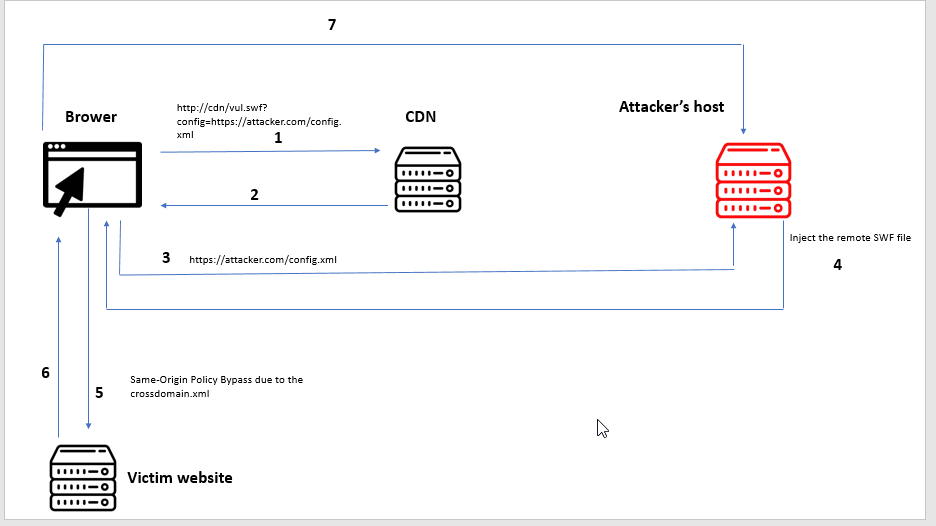 7
Brower
http://cdn/vul.swf?
config=https://attacker.com/config.
xml
1
CDN
Attacker's host
2
Inject the remote SWF file
4
3
https://attacker.com/config.xml
6
5
Same-Origin Policy Bypass due to the
crossdomain.xml
Victim website